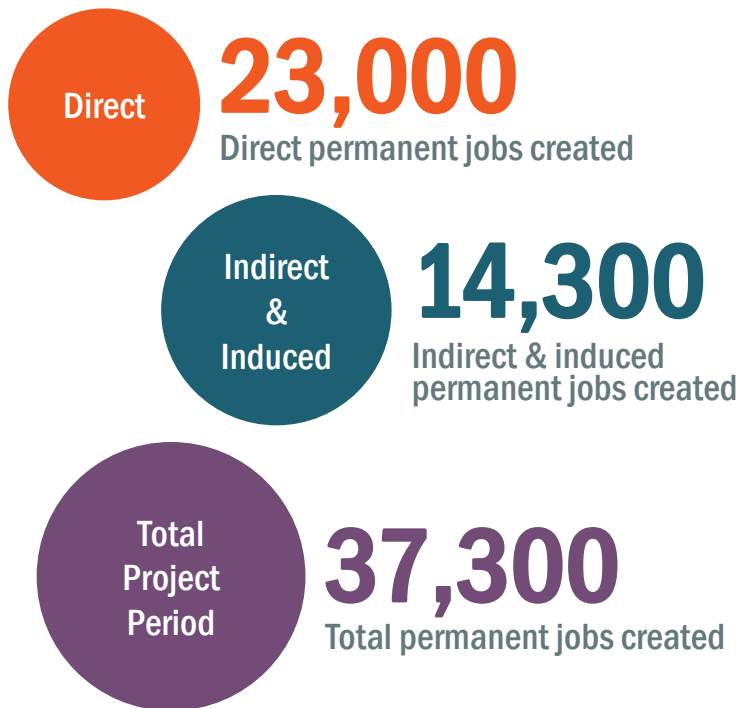 Direct
23,000
Direct permanent jobs created
Indirect
&
Induced
14,300
Indirect & induced
permanent jobs created
Total
Project
Period
37,300
Total permanent jobs created